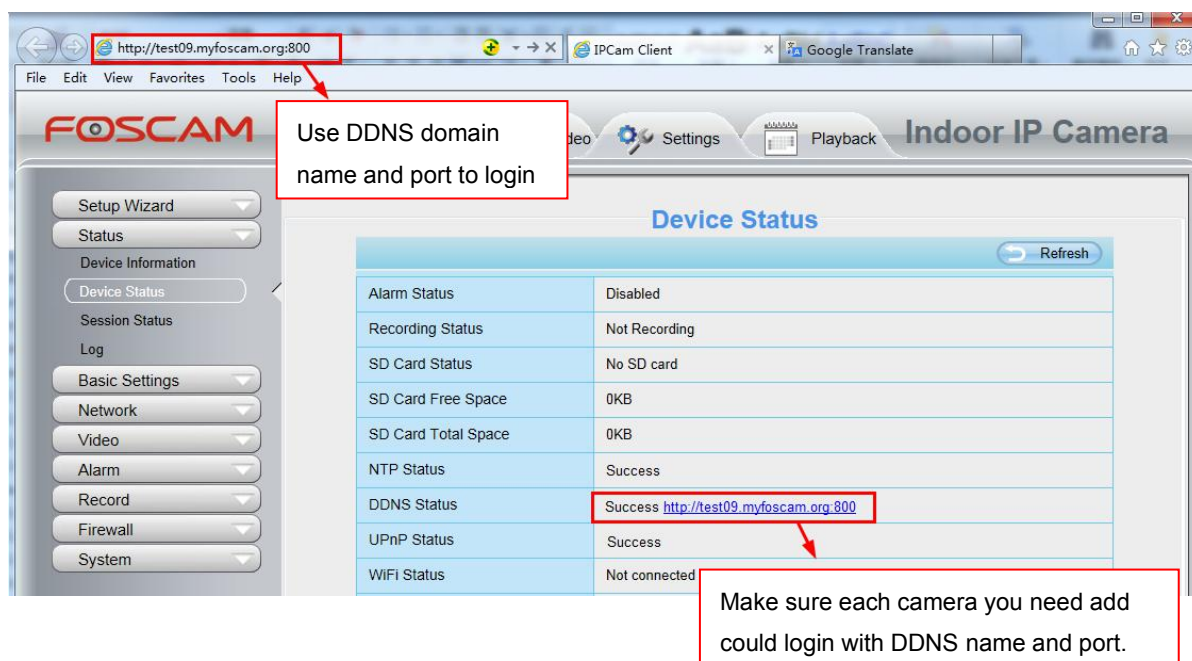 http://test09.myfoscam.org:800
IPCam Client
Google Translate
File Edit View Favorites Tools Help
FOSCAM
Use DDNS domain
name and port to login
deo
Settings
Playback
Indoor IP Camera
Setup Wizard
Status
Device Information
Device Status
Session Status
Log
Basic Settings
Network
Video
Alarm
Record
Firewall
System
Device Status
Refresh
Alarm Status Disabled
Recording Status Not Recording
SD Card Status No SD card
SD Card Free Space 0KB
SD Card Total Space 0KB
NTP Status Success
DDNS Status Success http://test09.myfoscam.org:800
UPnP Status Success
WiFi Status Not connected
Make sure each camera you need add
could login with DDNS name and port.